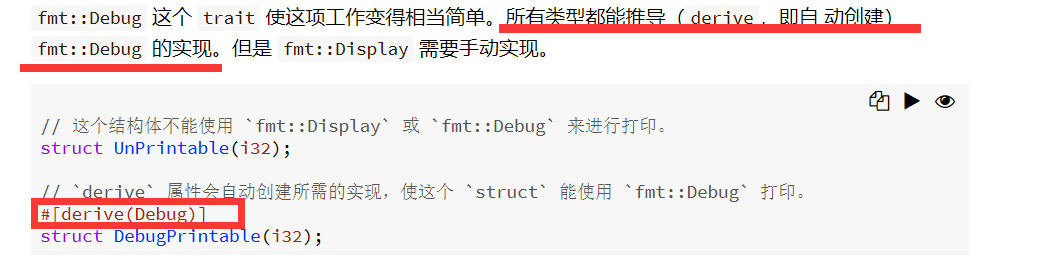 fmt::Debug 这个 trait 使这项工作变得相当简单。所有类型都能推导（derive，即自 动创建）
fmt::Debug 的实现。但是 fmt::Display 需要手动实现。
// 这个结构体不能使用 `fmt::Display` 或 `fmt::Debug` 来进行打印。
struct UnPrintable(i32);
// `derive` 属性会自动创建所需的实现，使这个 `struct` 能使用 `fmt::Debug` 打印。
#[derive(Debug)]
struct DebugPrintable(i32);